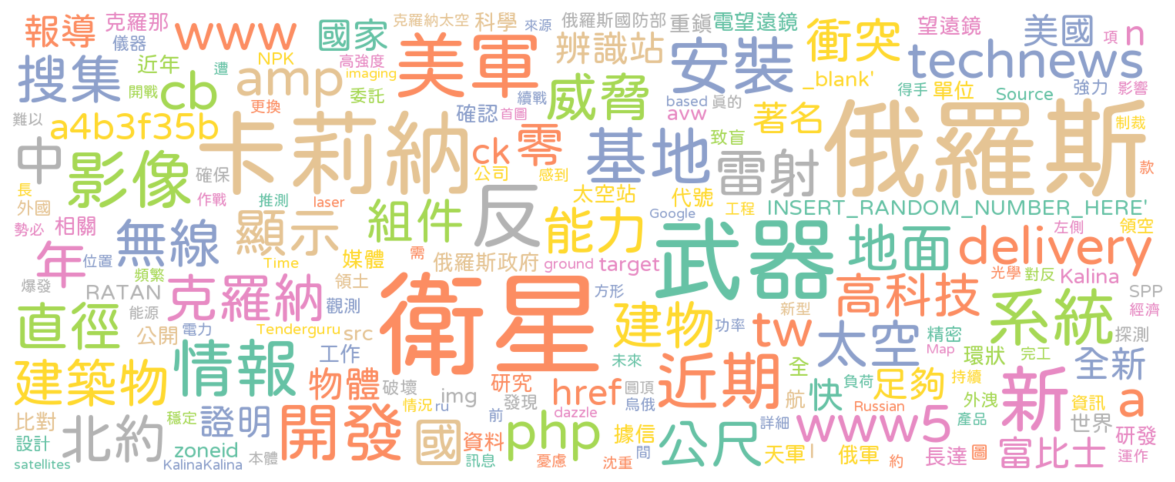 報導
克羅那
www
國家
克羅納太空
科學
來源
俄羅斯國防部
重鎮
電望遠鏡
望遠鏡
美國
n
儀器
搜集
近年
NPK
高強度
imaging
美軍
辨識站
安裝
衝突
technews
開戰
遭
cb
amp
委託
續戰
首圖
威脅
_blank'
得手
單位
Source
強力
項
影響
難以
a4b3f35b
更換
卡莉納
確認
based
avw
眞的
著名
俄羅斯
制裁
中
影像
確保
ck
零
公司
感到
基地
致盲
雷射
款
長
外國
作戰
推測
laser
太空站
代號
工程
INSERT_RANDOM_NUMBER_HERE'
勢必
相關
無線
顯示
組件
反
能力
Google
武器
地面
左側
領空
delivery
年
位置
頻繁
Time
媒體
領土
需
俄羅斯政府
ground
target
光學
對反
Kalina
爆發
RATAN
能源
克羅納
觀測
衛星
方形
高科技
SPP
經濟
直徑
公開
電力
Tenderguru
src
建物
功率
tw
新型
太空
精密
Map
系統
探測
環狀
完工
建築物
情報
工作
物體
破壞
img
研究
發現
href
未來
圓頂
烏俄
近期
全
快
負荷
足夠
持續
全新
比對
設計
北約
穩定
證明
開發
情況
ru
國
前
dazzle
php
據信
間
公尺
詳細
航
Russian
www5
外洩
產品
新
資訊
世界
a
研發
satellites
zoneid
KalinaKalina
本體
資料
訊息
憂慮
沈重
天軍
l
俄軍
約
長達
圖
富比士
運作